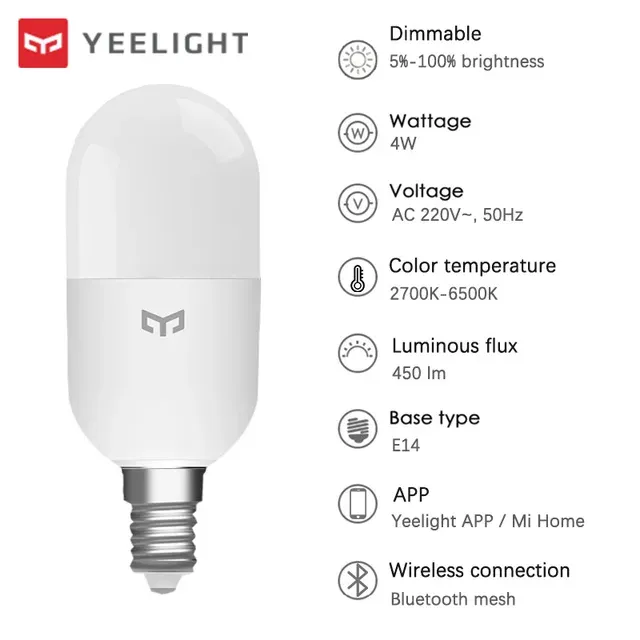 YEELIGHT
Dimmable
5%-100% brightness
Wattage
W
4W
Voltage
V
AC 220V~, 50Hz
Color temperature
2700K-6500K
Luminous flux
450 lm
Base type
E14
APP
Yeelight APP / Mi Home
Wireless connection
Bluetooth mesh